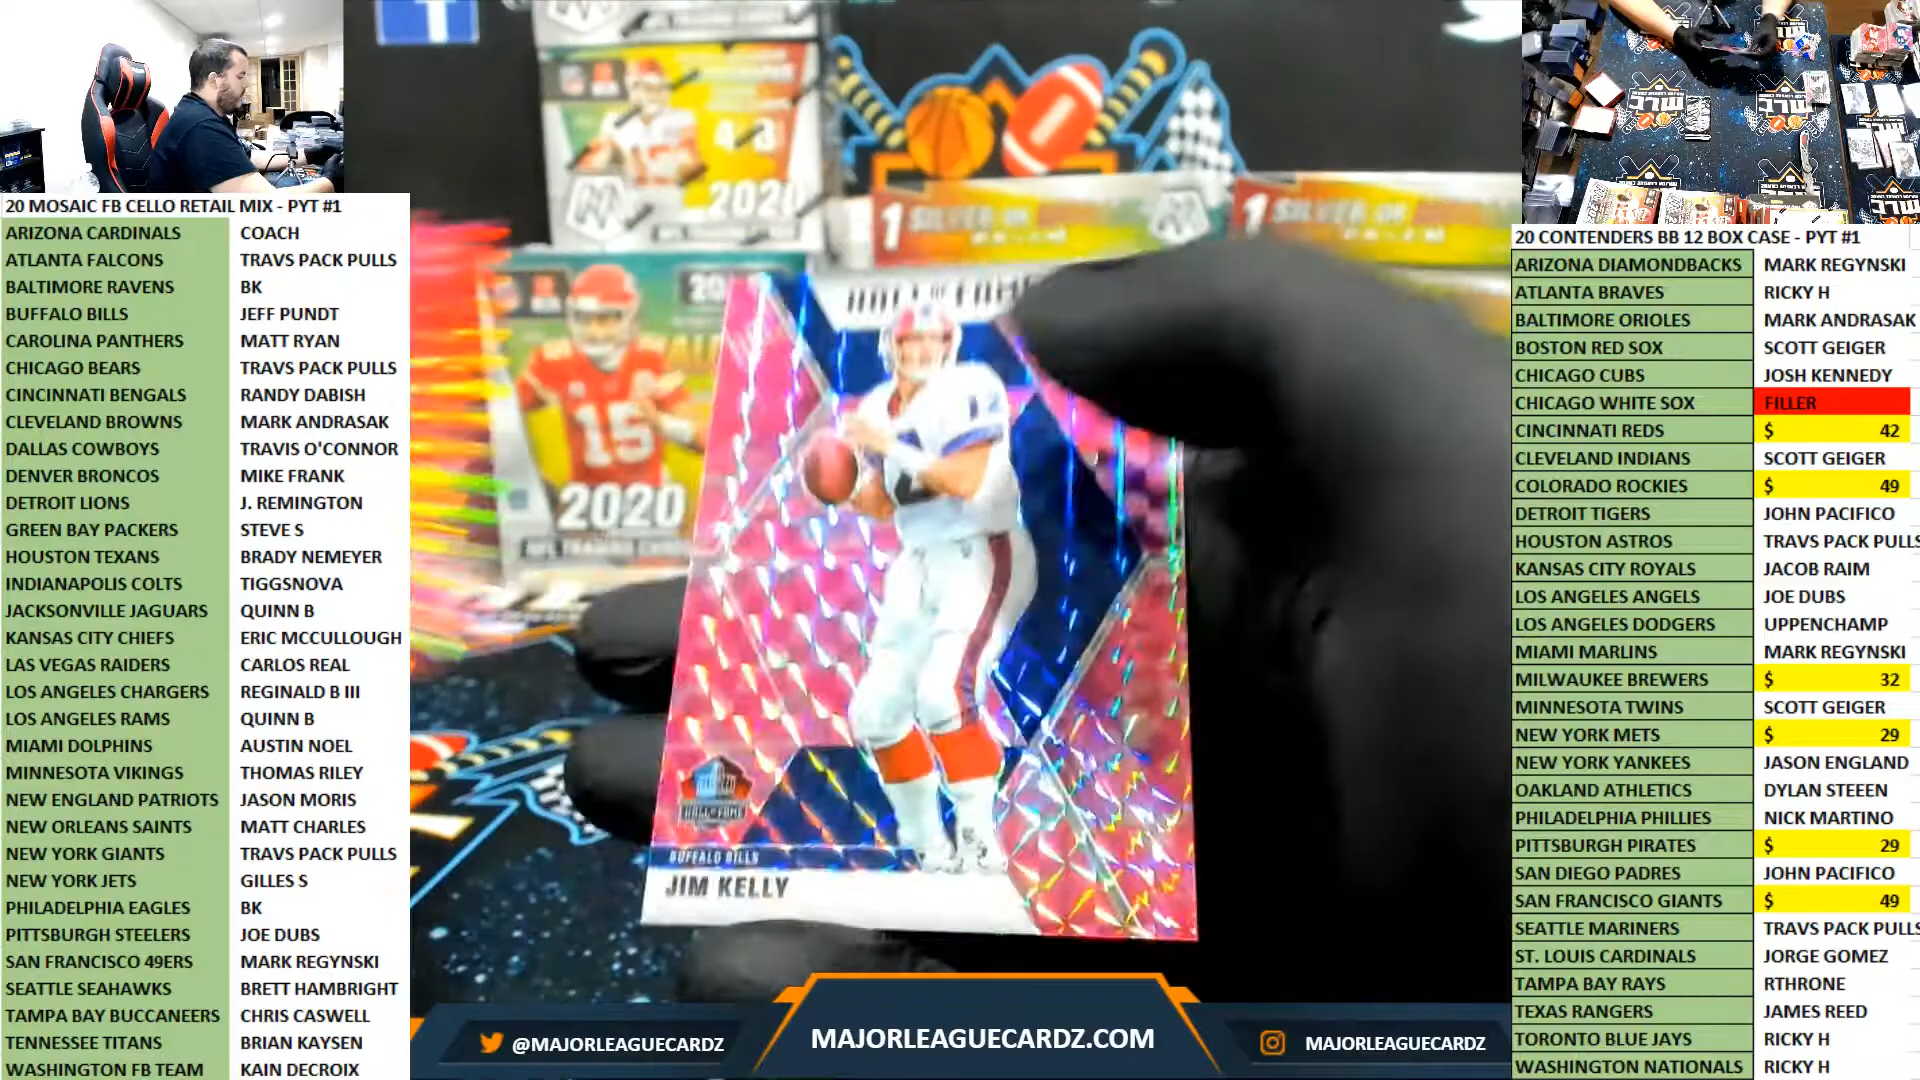 20 MOSAIC FB CELLO RETAIL MIX - PYT #1
ARIZONA CARDINALS COACH
ATLANTA FALCONS TRAVS PACK PULLS
BALTIMORE RAVENS BK
BUFFALO BILLS JEFF PUNDT
CAROLINA PANTHERS MATT RYAN
CHICAGO BEARS TRAVS PACK PULLS
CINCINNATI BENGALS RANDY DABISH
CLEVELAND BROWNS MARK ANDRASAK
DALLAS COWBOYS TRAVIS O'CONNOR
DENVER BRONCOS MIKE FRANK
DETROIT LIONS J. REMINGTON
GREEN BAY PACKERS STEVE S
HOUSTON TEXANS BRADY NEMEYER
INDIANAPOLIS COLTS TIGGSNOVA
JACKSONVILLE JAGUARS QUINN B
KANSAS CITY CHIEFS ERIC MCCULLOUGH
LAS VEGAS RAIDERS CARLOS REAL
LOS ANGELES CHARGERS REGINALD B III
LOS ANGELES RAMS QUINN B
MIAMI DOLPHINS AUSTIN NOEL
MINNESOTA VIKINGS THOMAS RILEY
NEW ENGLAND PATRIOTS JASON MORIS
NEW ORLEANS SAINTS MATT CHARLES
NEW YORK GIANTS TRAVS PACK PULLS
NEW YORK JETS GILLES S
PHILADELPHIA EAGLES BK
PITTSBURGH STEELERS JOE DUBS
SAN FRANCISCO 49ERS MARK REGYNSKI
SEATTLE SEAHAWKS BRETT HAMBRIGHT
TAMPA BAY BUCCANEERS CHRIS CASWELL
TENNESSEE TITANS BRIAN KAYSEN
WASHINGTON FB TEAM KAIN DECROIX
2020
1 SILVER OR
1 SILVER OR
15
2020
12
HALL OF FAME
BUFFALO BILLS
JIM KELLY
@MAJORLEAGUECARDZ
MAJORLEAGUECARDZ.COM
MAJORLEAGUECARDZ
20 CONTENDERS BB 12 BOX CASE - PYT #1
ARIZONA DIAMONDBACKS MARK REGYNSKI
ATLANTA BRAVES RICKY H
BALTIMORE ORIOLES MARK ANDRASAK
BOSTON RED SOX SCOTT GEIGER
CHICAGO CUBS JOSH KENNEDY
CHICAGO WHITE SOX FILLER
CINCINNATI REDS $ 42
CLEVELAND INDIANS SCOTT GEIGER
COLORADO ROCKIES $ 49
DETROIT TIGERS JOHN PACIFICO
HOUSTON ASTROS TRAVS PACK PULLS
KANSAS CITY ROYALS JACOB RAIM
LOS ANGELES ANGELS JOE DUBS
LOS ANGELES DODGERS UPPENCHAMP
MIAMI MARLINS MARK REGYNSKI
MILWAUKEE BREWERS $ 32
MINNESOTA TWINS SCOTT GEIGER
NEW YORK METS $ 29
NEW YORK YANKEES JASON ENGLAND
OAKLAND ATHLETICS DYLAN STEEEN
PHILADELPHIA PHILLIES NICK MARTINO
PITTSBURGH PIRATES $ 29
SAN DIEGO PADRES JOHN PACIFICO
SAN FRANCISCO GIANTS $ 49
SEATTLE MARINERS TRAVS PACK PULLS
ST. LOUIS CARDINALS JORGE GOMEZ
TAMPA BAY RAYS RTHRONE
TEXAS RANGERS JAMES REED
TORONTO BLUE JAYS RICKY H
WASHINGTON NATIONALS RICKY H